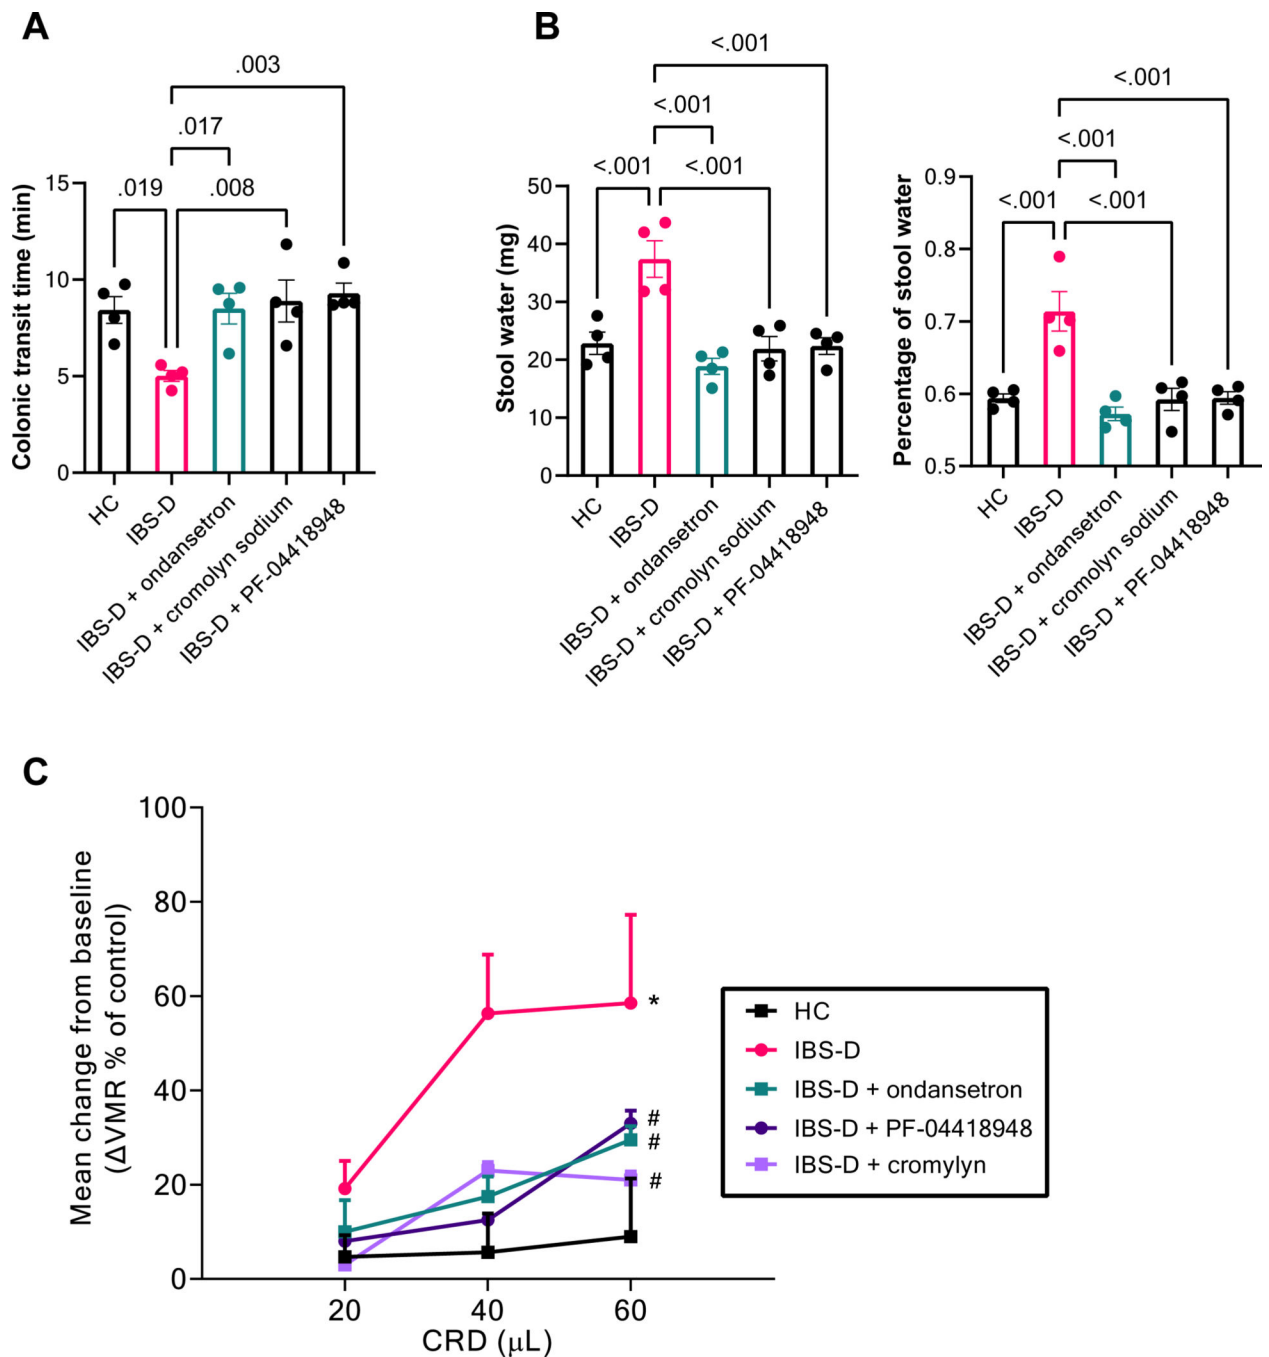 A
.003
.017
.019
.008
Colonic transit time (min)
15
10
5
0
HC
IBS-D
IBS-D + ondansetron
IBS-D + cromolyn sodium
IBS-D + PF-04418948
B
<.001
<.001
<.001
<.001
Stool water (mg)
50
40
30
20
10
0
HC
IBS-D
IBS-D + ondansetron
IBS-D + cromolyn sodium
IBS-D + PF-04418948
<.001
<.001
<.001
<.001
Percentage of stool water
0.9
0.8
0.7
0.6
0.5
HC
IBS-D
IBS-D + ondansetron
IBS-D + cromolyn sodium
IBS-D + PF-04418948
C
Mean change from baseline
(ΔVMR % of control)
100
80
60
40
20
0
*
#
#
#
20
40
60
CRD (μL)
HC
IBS-D
IBS-D + ondansetron
IBS-D + PF-04418948
IBS-D + cromylyn